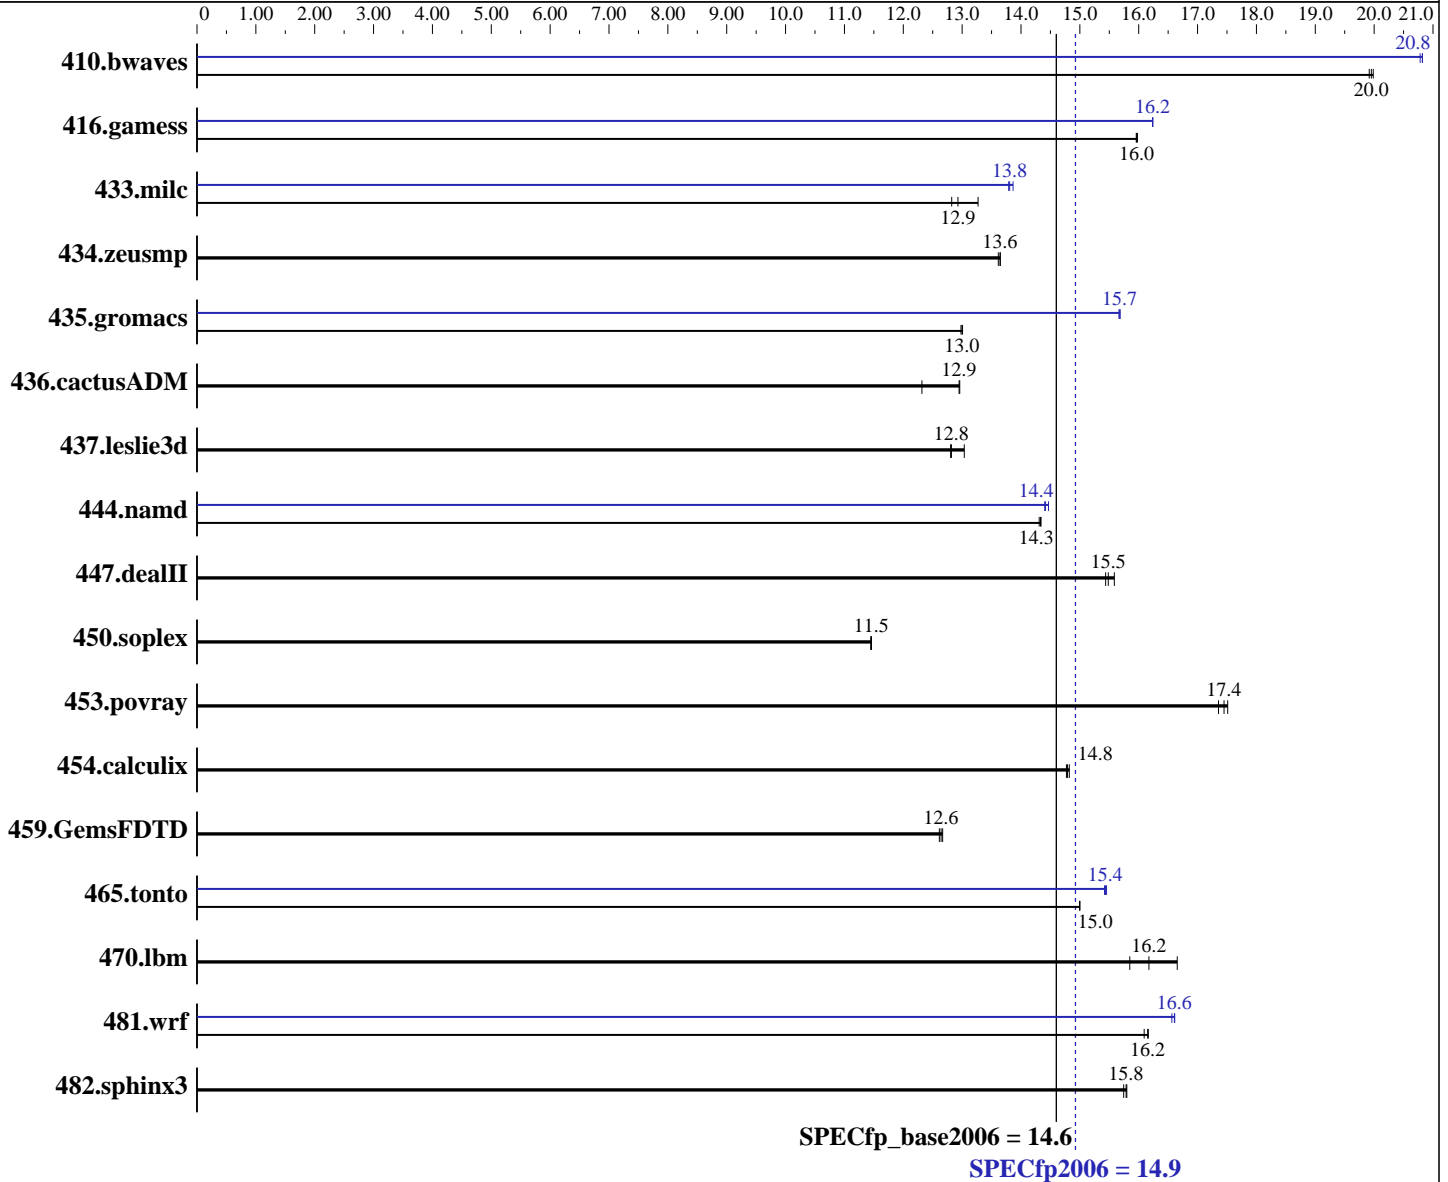 0 1.00 2.00 3.00 4.00 5.00 6.00 7.00 8.00 9.00 10.0 11.0 12.0 13.0 14.0 15.0 16.0 17.0 18.0 19.0 20.0 21.0
410.bwaves 20.8
20.0
416.gamess 16.2
16.0
433.milc 13.8
12.9
434.zeusmp 13.6
435.gromacs 15.7
13.0
436.cactusADM 12.9
437.leslie3d 12.8
444.namd 14.4
14.3
447.dealII 15.5
450.soplex 11.5
453.povray 17.4
454.calculix 14.8
459.GemsFDTD 12.6
465.tonto 15.4
15.0
470.lbm 16.2
481.wrf 16.6
16.2
482.sphinx3 15.8
SPECfp_base2006 = 14.6
SPECfp2006 = 14.9